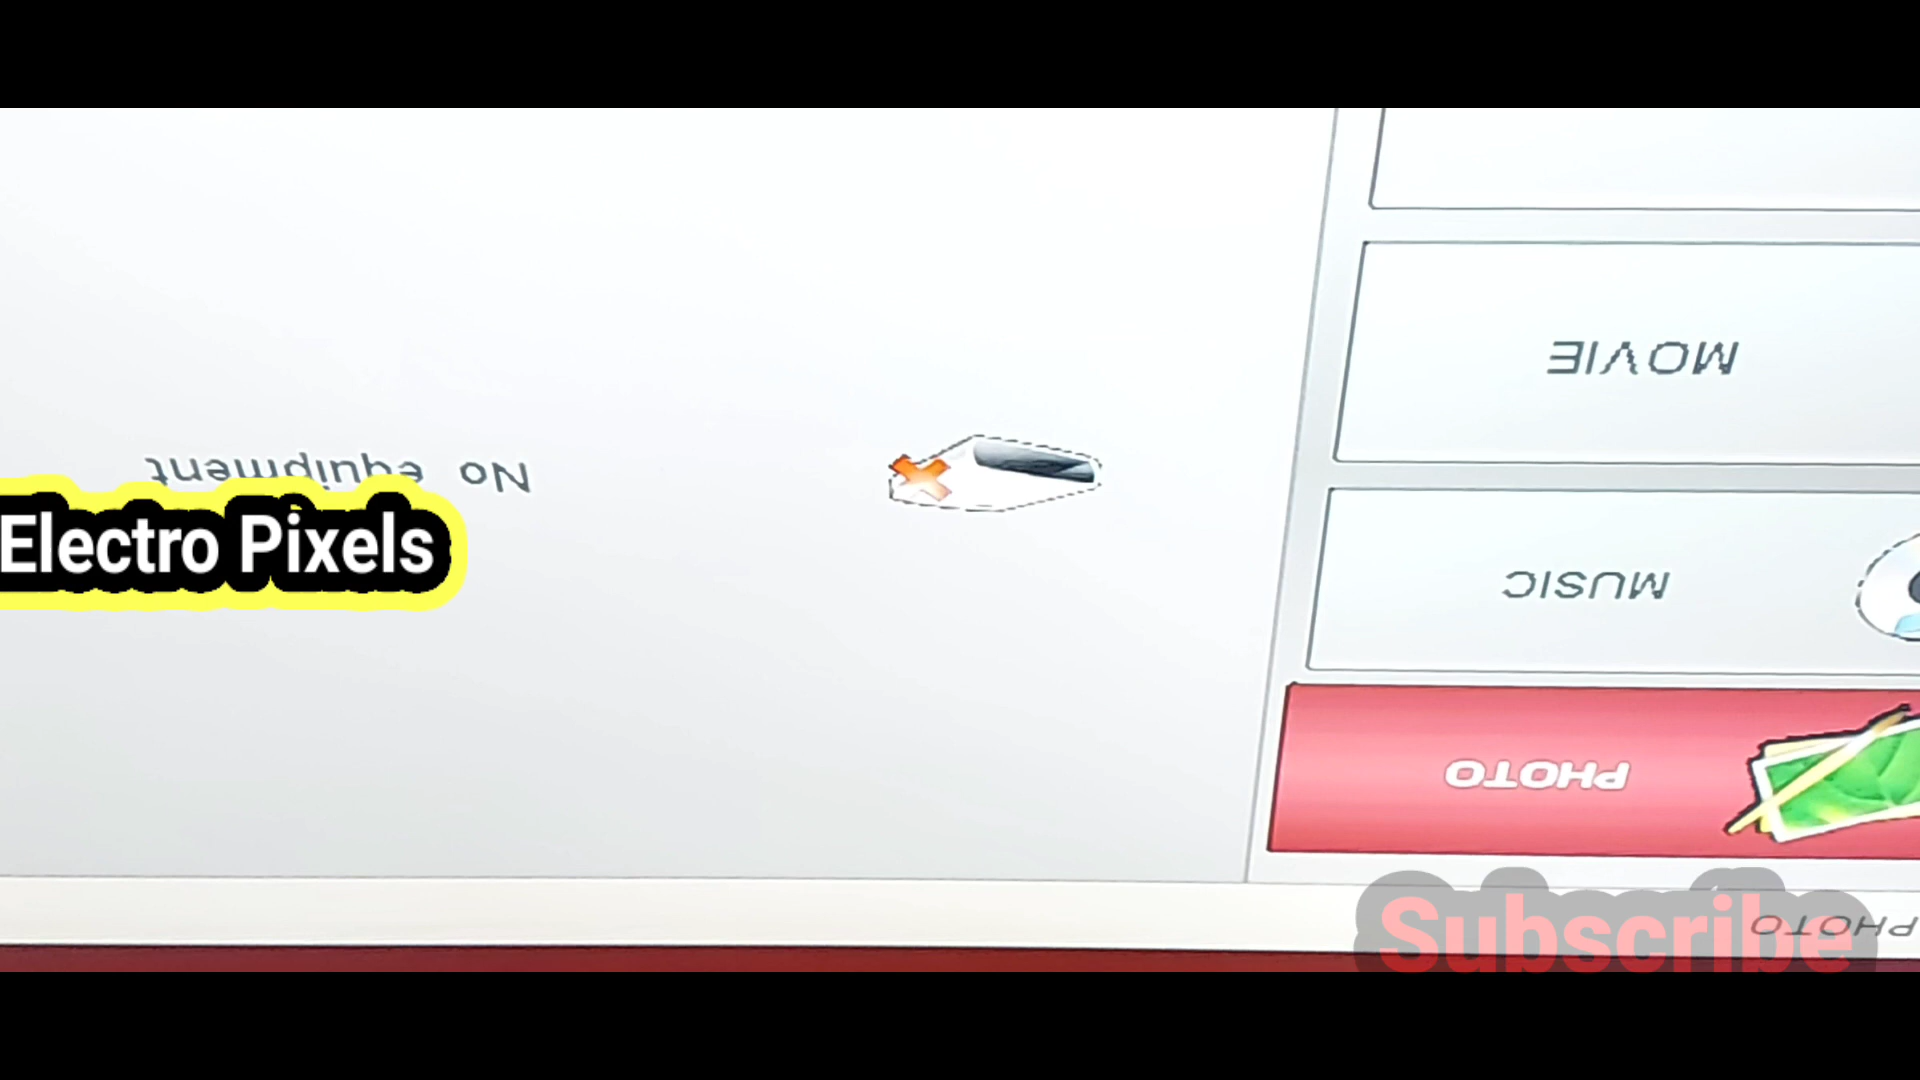 MOVIE
No equipment
Electro Pixels
MUSIC
PHOTO
Subscribe
PHOTO